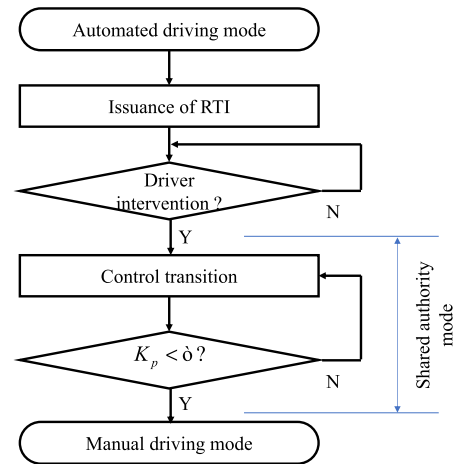 Automated driving mode
Issuance of RTI
Driver
intervention ?
N
Y
Control transition
K_p < ò ?
N
Y
Manual driving mode
Shared authority
mode